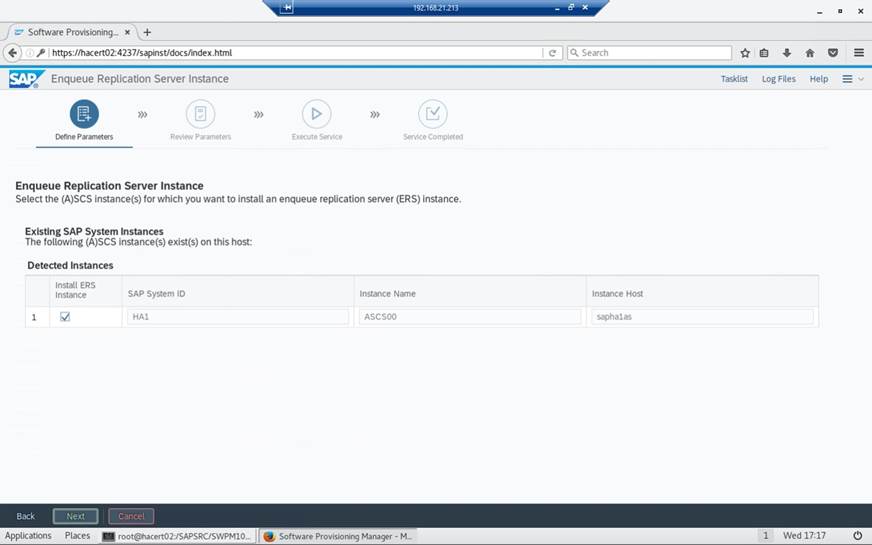 192.168.21.213
Software Provisioning...
https://hacert02:4237/sapinst/docs/index.html
Search
SAP Enqueue Replication Server Instance
Tasklist Log Files Help
Define Parameters
Review Parameters
Execute Service
Service Completed
Enqueue Replication Server Instance
Select the (A)SCS instance(s) for which you want to install an enqueue replication server (ERS) instance.
Existing SAP System Instances
The following (A)SCS instance(s) exist(s) on this host:
Detected Instances
Install ERS
Instance
SAP System ID
Instance Name
Instance Host
1 HA1 ASCS00 sapha1as
Back Next Cancel
Applications Places root@hacert02:/SAPSRC/SWPM10... Software Provisioning Manager - M... 1 Wed 17:17